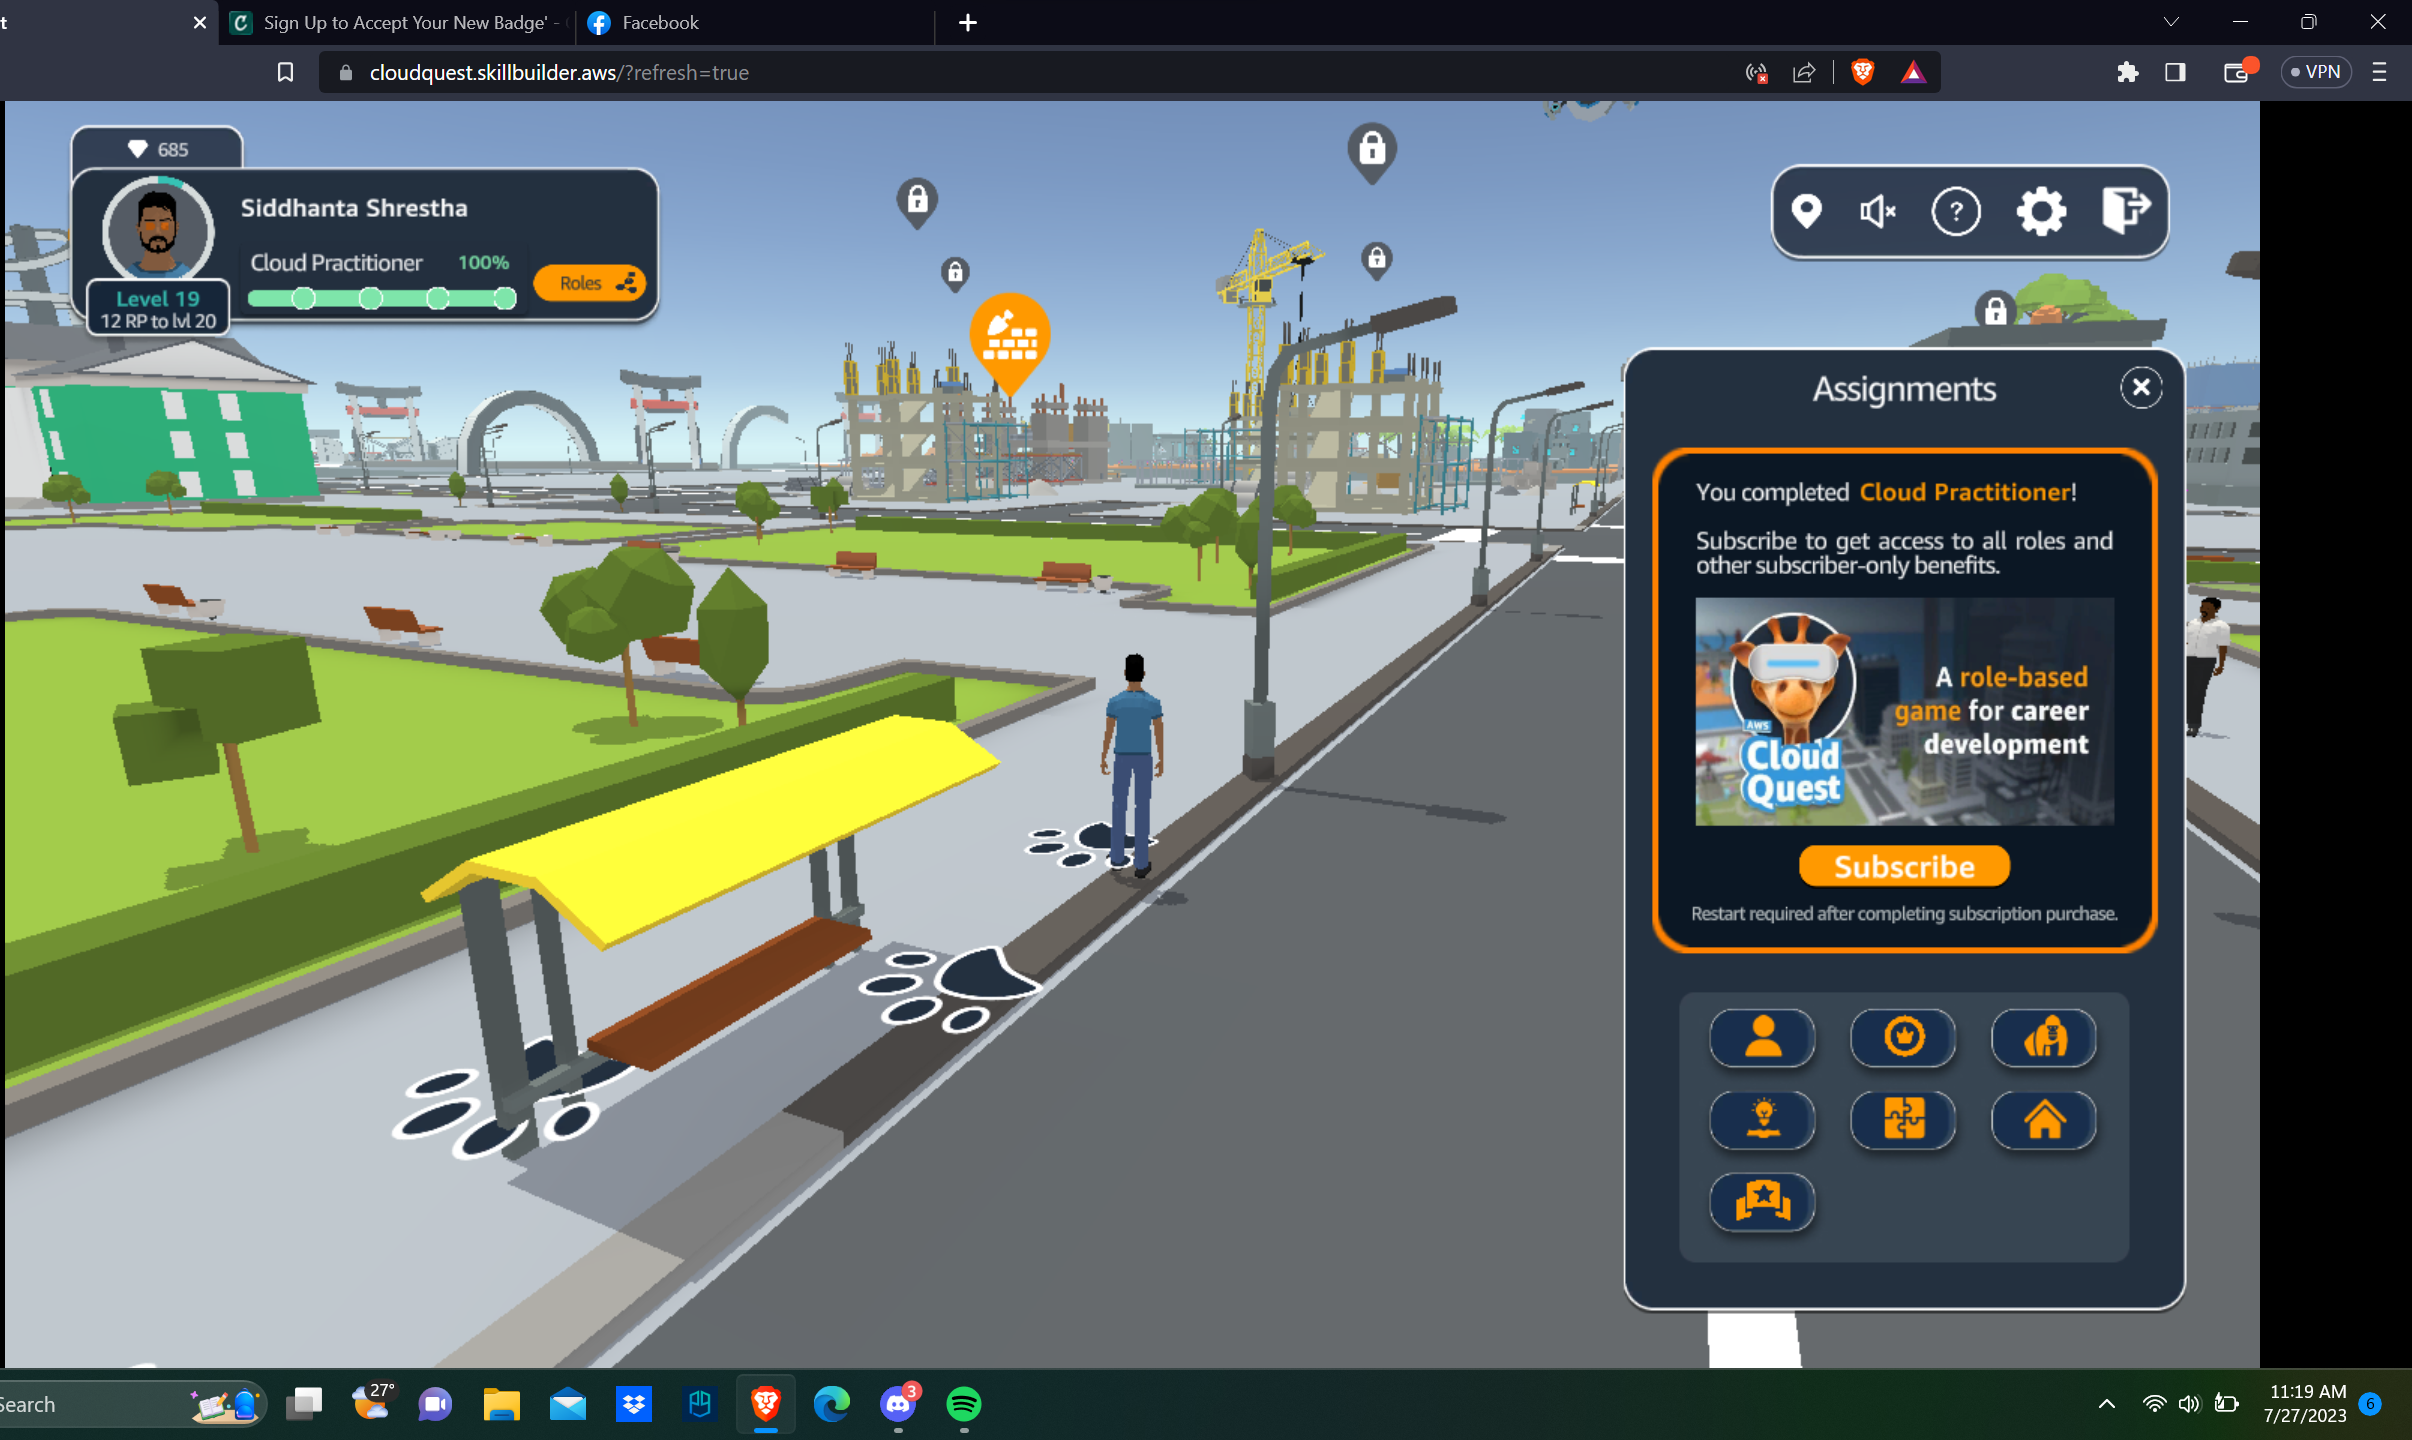 t
Sign Up to Accept Your New Badge' -
Facebook
cloudquest.skillbuilder.aws/?refresh=true
VPN
685
Siddhanta Shrestha
Cloud Practitioner 100%
Roles
Level 19
12 RP to lvl 20
?
Assignments
You completed Cloud Practitioner!
Subscribe to get access to all roles and
other subscriber-only benefits.
A role-based
game for career
development
AWS
Cloud
Quest
Subscribe
Restart required after completing subscription purchase.
Search
27°
3
11:19 AM
7/27/2023
6